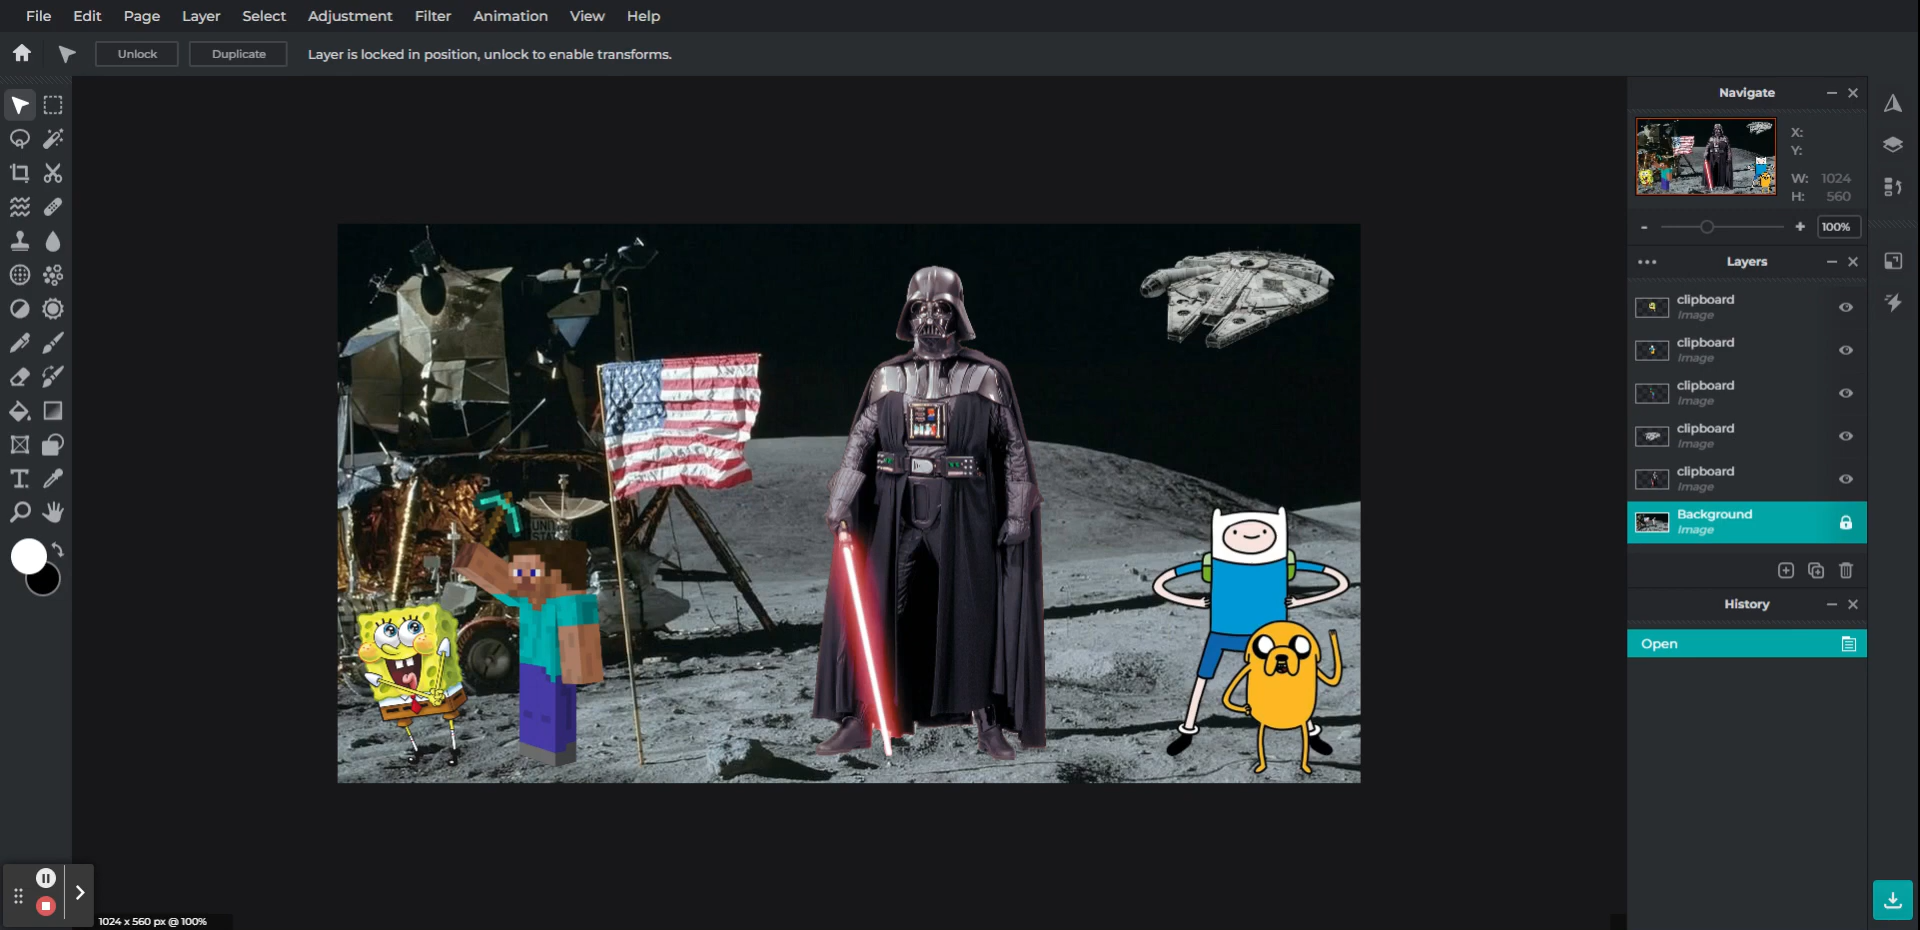 File Edit Page Layer Select Adjustment Filter Animation View Help
Unlock Duplicate Layer is locked in position, unlock to enable transforms.
Navigate
X:
Y:
W: 1024
H: 560
- + 100%
Layers
clipboard
Image
clipboard
Image
clipboard
Image
clipboard
Image
clipboard
Image
Background
Image
History
Open
UNIT
STAT
1024 x 560 px @ 100%